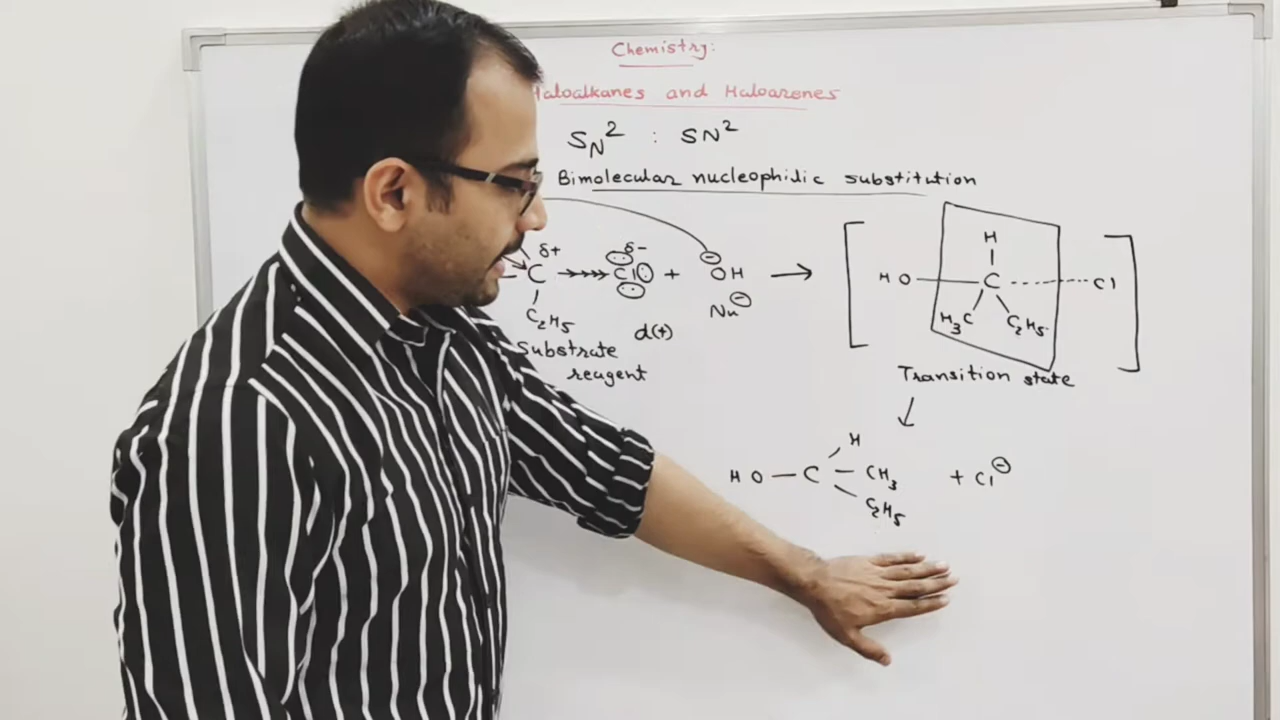 Chemistry:
Haloalkanes and Haloarenes
SN2 : SN2
Bimolecular nucleophilic substitution
C δ+ Cl δ- + ⊖OH → [ HO — C ---- Cl ]
H
H3C C2H5
C2H5 d(+) Nu⊖
Substrate
reagent
Transition state
↓
H
HO — C — CH3 + Cl⊖
C2H5